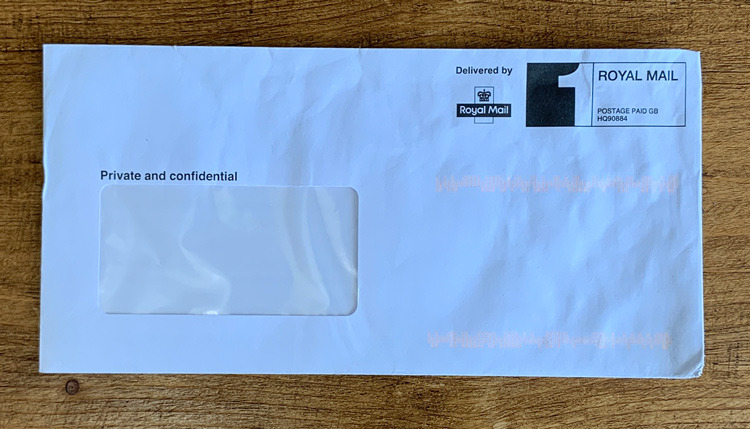 Delivered by
Royal Mail
1
ROYAL MAIL
POSTAGE PAID GB
HQ90884
Private and confidential